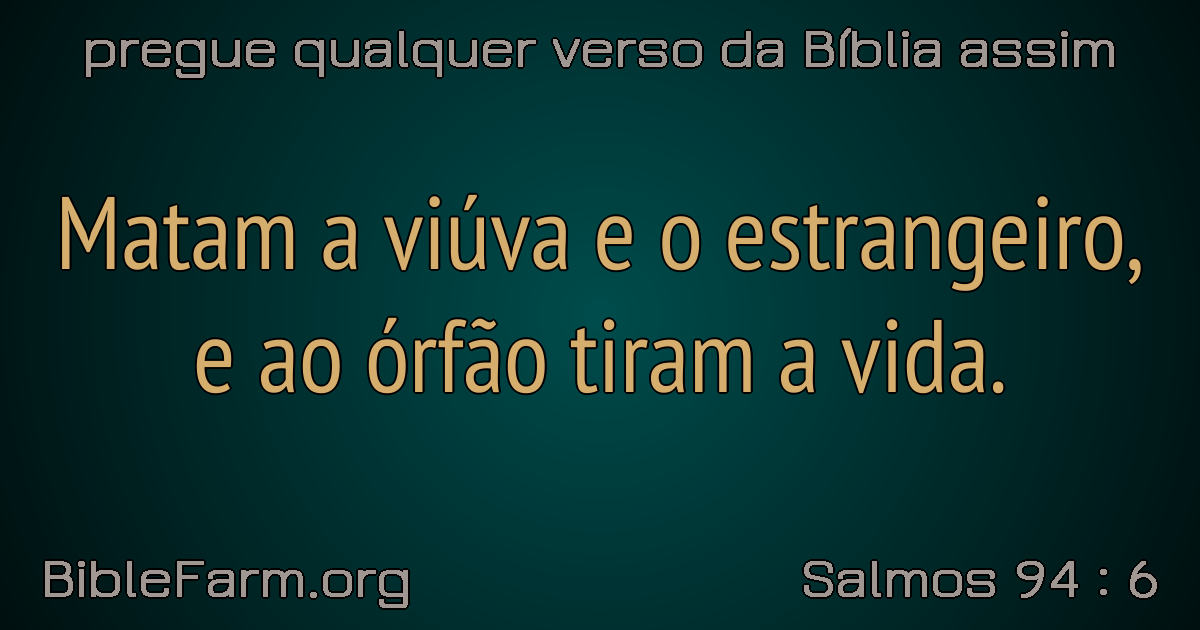 pregue qualquer verso da Bíblia assim
Matam a viúva e o estrangeiro,
e ao órfão tiram a vida.
BibleFarm.org
Salmos 94 : 6